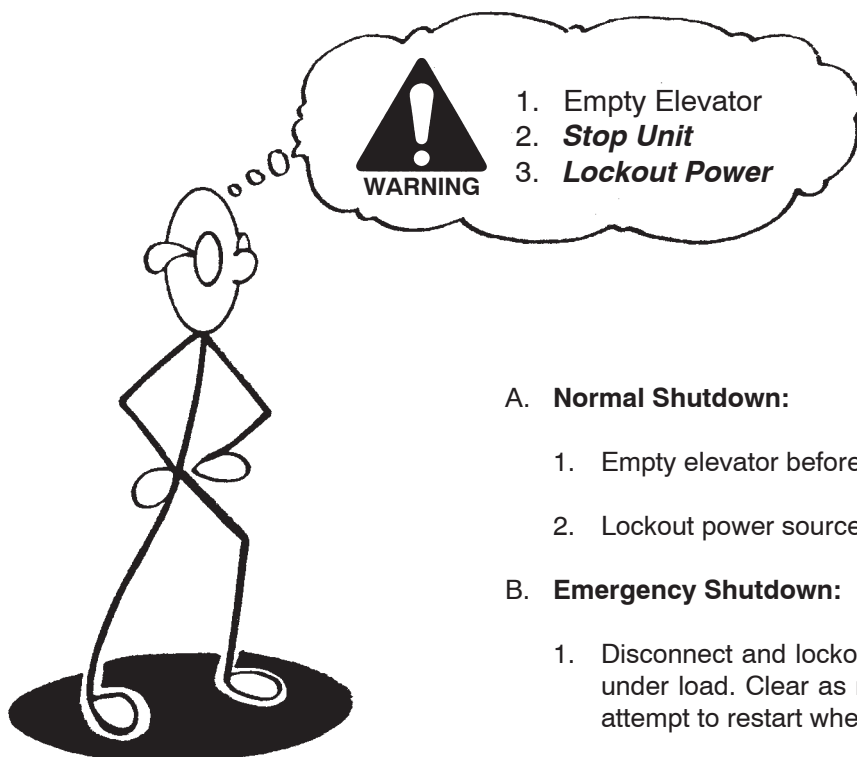 WARNING
1. Empty Elevator
2. Stop Unit
3. Lockout Power
A. Normal Shutdown:
1. Empty elevator before
2. Lockout power source
B. Emergency Shutdown:
1. Disconnect and locko
under load. Clear as
attempt to restart whe